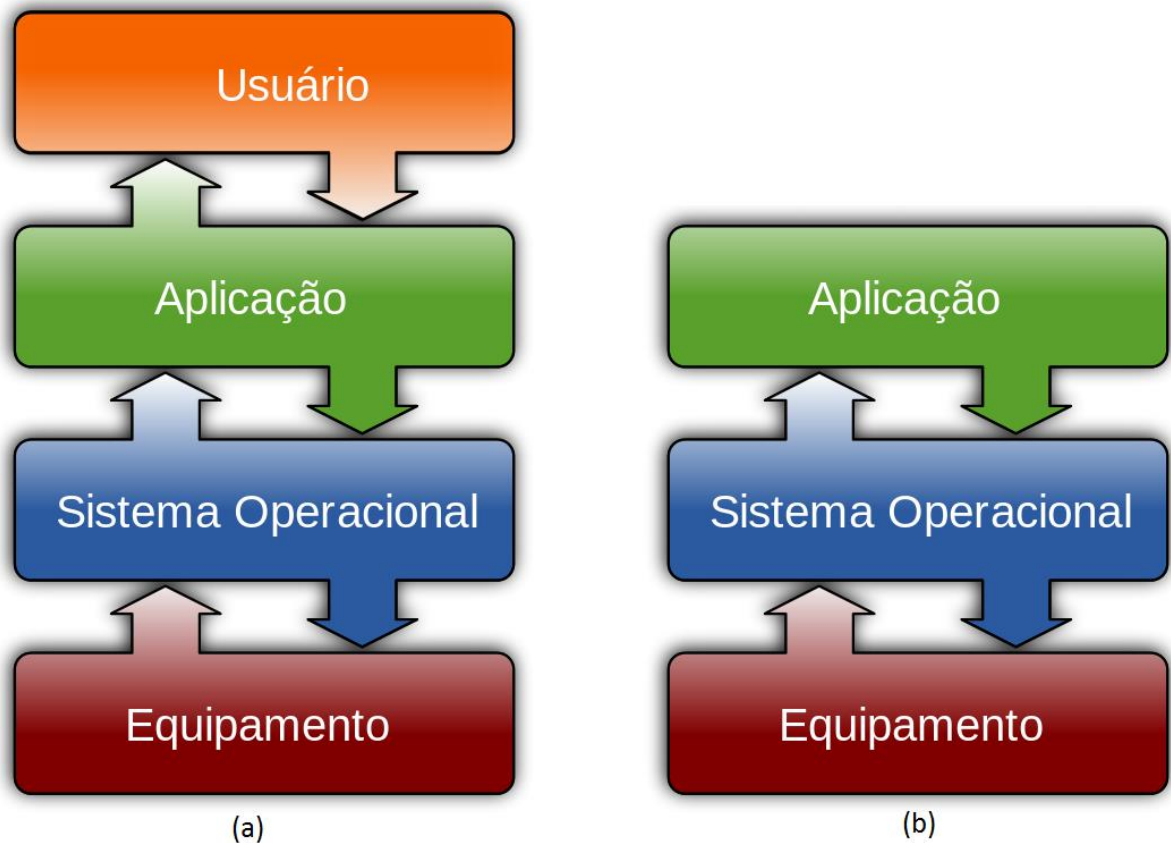 Usuário
Aplicação
Sistema Operacional
Equipamento
(a)
Aplicação
Sistema Operacional
Equipamento
(b)